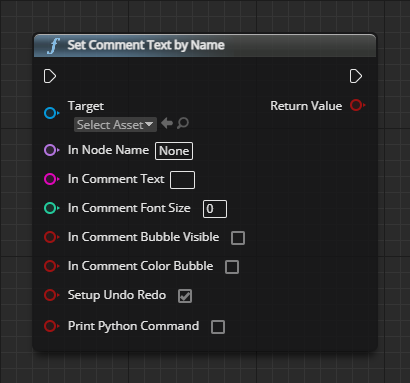 Set Comment Text by Name
Target
Return Value
Select Asset
In Node Name None
In Comment Text
In Comment Font Size 0
In Comment Bubble Visible
In Comment Color Bubble
Setup Undo Redo
Print Python Command